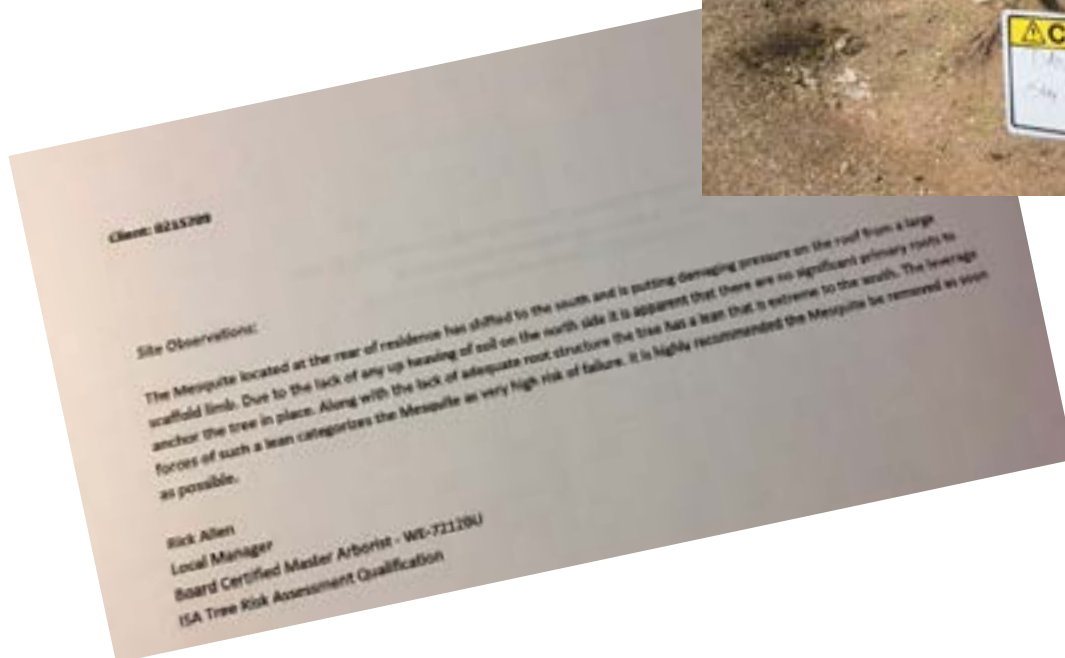 Client: 8215709
Site Observations:
The Mesquite located at the rear of residence has shifted to the south and is putting damaging pressure on the roof from a large
scaffold limb. Due to the lack of any up heaving of soil on the north side it is apparent that there are no significant primary roots to
anchor the tree in place. Along with the lack of adequate root structure the tree has a lean that is extreme to the south. The leverage
forces of such a lean categorizes the Mesquite as very high risk of failure. It is highly recommended the Mesquite be removed as soon
as possible.
Rick Allen
Local Manager
Board Certified Master Arborist - WE-7212BU
ISA Tree Risk Assessment Qualification